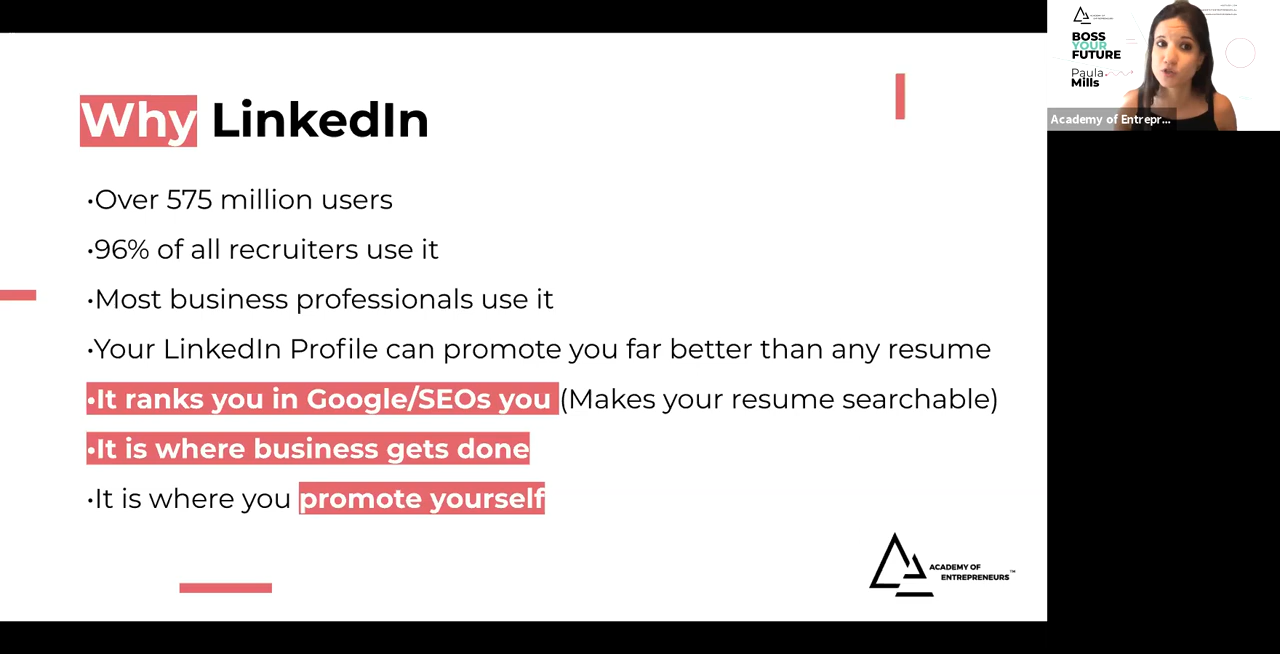 Why LinkedIn
•Over 575 million users
•96% of all recruiters use it
•Most business professionals use it
•Your LinkedIn Profile can promote you far better than any resume
•It ranks you in Google/SEOs you (Makes your resume searchable)
•It is where business gets done
•It is where you promote yourself
ACADEMY OF
ENTREPRENEURS™
BOSS
YOUR
FUTURE
Paula
Mills
Academy of Entrepr...